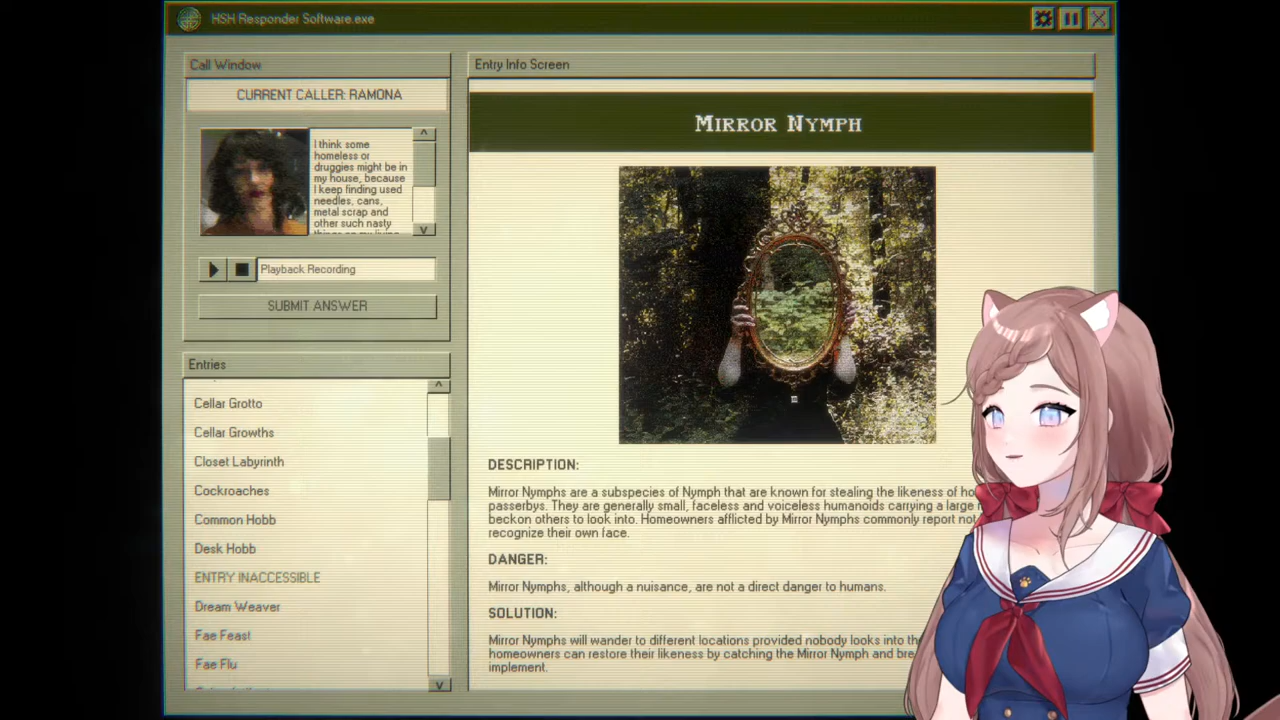 HSH Responder Software.exe
Call Window
CURRENT CALLER: RAMONA
I think some
homeless or
druggies might be in
my house, because
I keep finding used
needles, cans,
metal scrap and
other such nasty
Playback Recording
SUBMIT ANSWER
Entries
Cellar Grotto
Cellar Growths
Closet Labyrinth
Cockroaches
Common Hobb
Desk Hobb
ENTRY INACCESSIBLE
Dream Weaver
Fae Feast
Fae Flu
Entry Info Screen
Mirror Nymph
DESCRIPTION:
Mirror Nymphs are a subspecies of Nymph that are known for stealing the likeness of
passerbys. They are generally small, faceless and voiceless humanoids carrying a large
beckon others to look into. Homeowners afflicted by Mirror Nymphs commonly report
recognize their own face.
DANGER:
Mirror Nymphs, although a nuisance, are not a direct danger to humans.
SOLUTION:
Mirror Nymphs will wander to different locations provided nobody looks into
homeowners can restore their likeness by catching the Mirror Nymph and
implement.